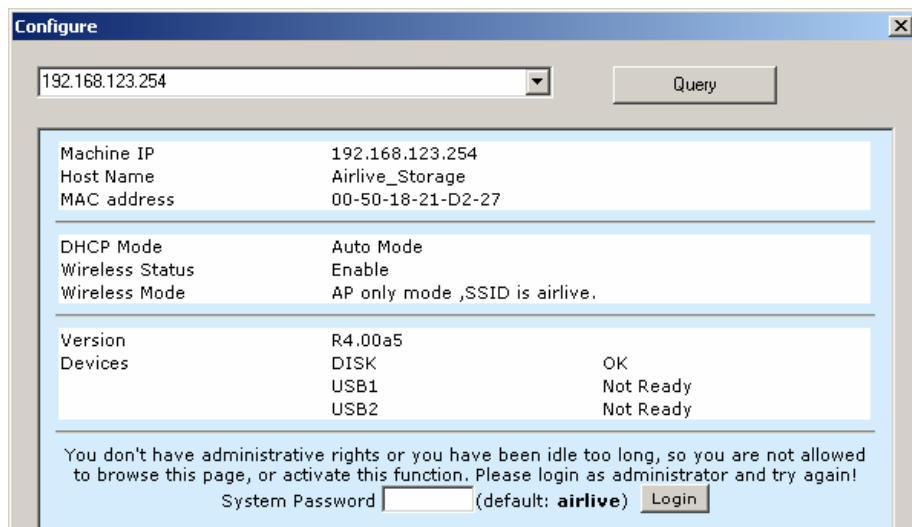 Configure
192.168.123.254
Query
Machine IP 192.168.123.254
Host Name Airlive_Storage
MAC address 00-50-18-21-D2-27
DHCP Mode Auto Mode
Wireless Status Enable
Wireless Mode AP only mode ,SSID is airlive.
Version R4.00a5
Devices DISK OK
USB1 Not Ready
USB2 Not Ready
You don't have administrative rights or you have been idle too long, so you are not allowed
to browse this page, or activate this function. Please login as administrator and try again!
System Password (default: airlive) Login